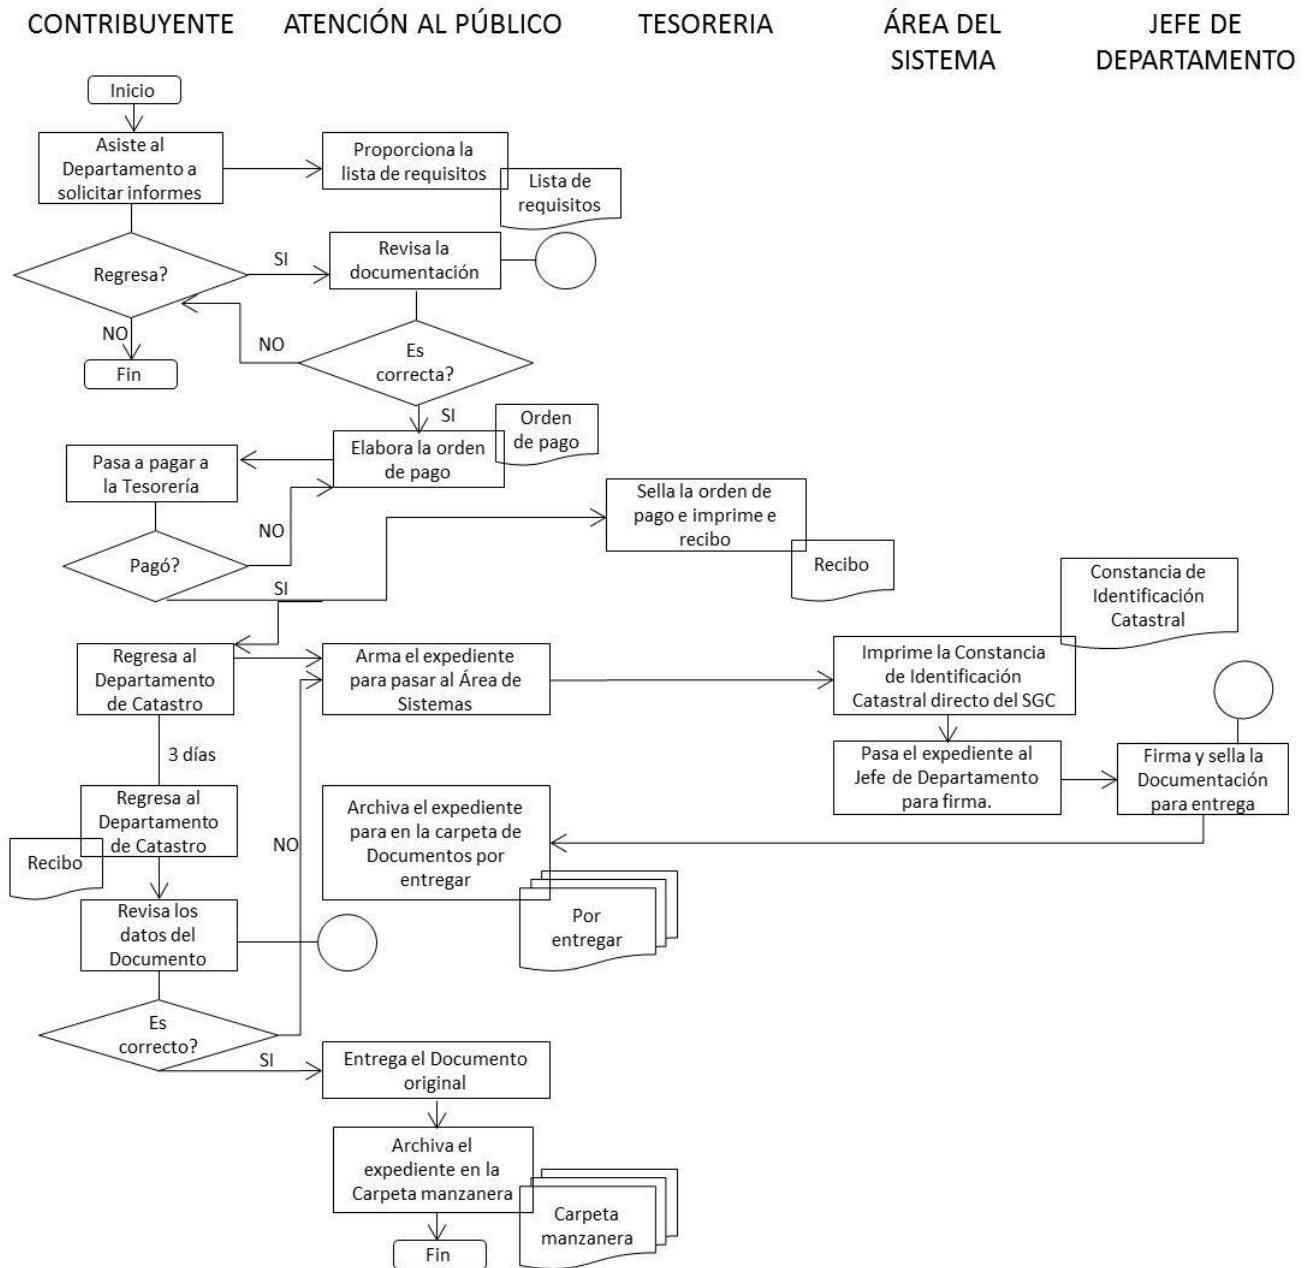 CONTRIBUYENTE
ATENCIÓN AL PÚBLICO
TESORERIA
ÁREA DEL
SISTEMA
JEFE DE
DEPARTAMENTO
Inicio
Asiste al
Departamento a
solicitar informes
Proporciona la
lista de requisitos
Lista de
requisitos
Regresa?
SI
Revisa la
documentación
NO
Fin
NO
Es
correcta?
SI
Orden
de pago
Elabora la orden
de pago
Pasa a pagar a
la Tesorería
NO
Pagó?
SI
Sella la orden de
pago e imprime e
recibo
Recibo
Constancia de
Identificación
Catastral
Regresa al
Departamento
de Catastro
Arma el expediente
para pasar al Área de
Sistemas
Imprime la Constancia
de Identificación
Catastral directo del SGC
3 días
Pasa el expediente al
Jefe de Departamento
para firma.
Firma y sella la
Documentación
para entrega
Regresa al
Departamento
de Catastro
Recibo
NO
Archiva el expediente
para en la carpeta de
Documentos por
entregar
Por
entregar
Revisa los
datos del
Documento
Es
correcto?
SI
Entrega el Documento
original
Archiva el
expediente en la
Carpeta manzanera
Carpeta
manzanera
Fin